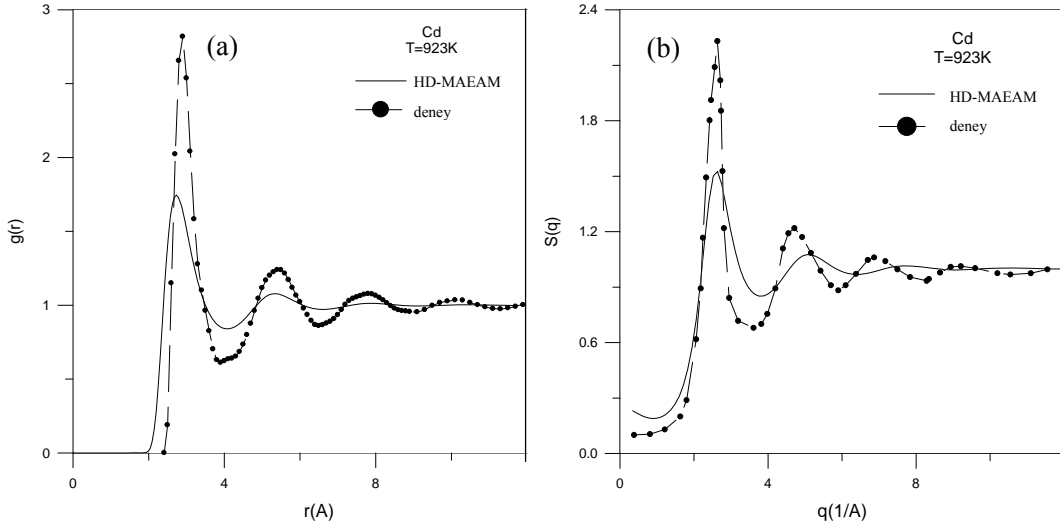 (a)
Cd
T=923K
HD-MAEAM
deney
3
2
1
0
g(r)
0
4
8
r(A)
(b)
Cd
T=923K
HD-MAEAM
deney
2.4
1.8
1.2
0.6
0.0
S(q)
0
4
8
q(1/A)